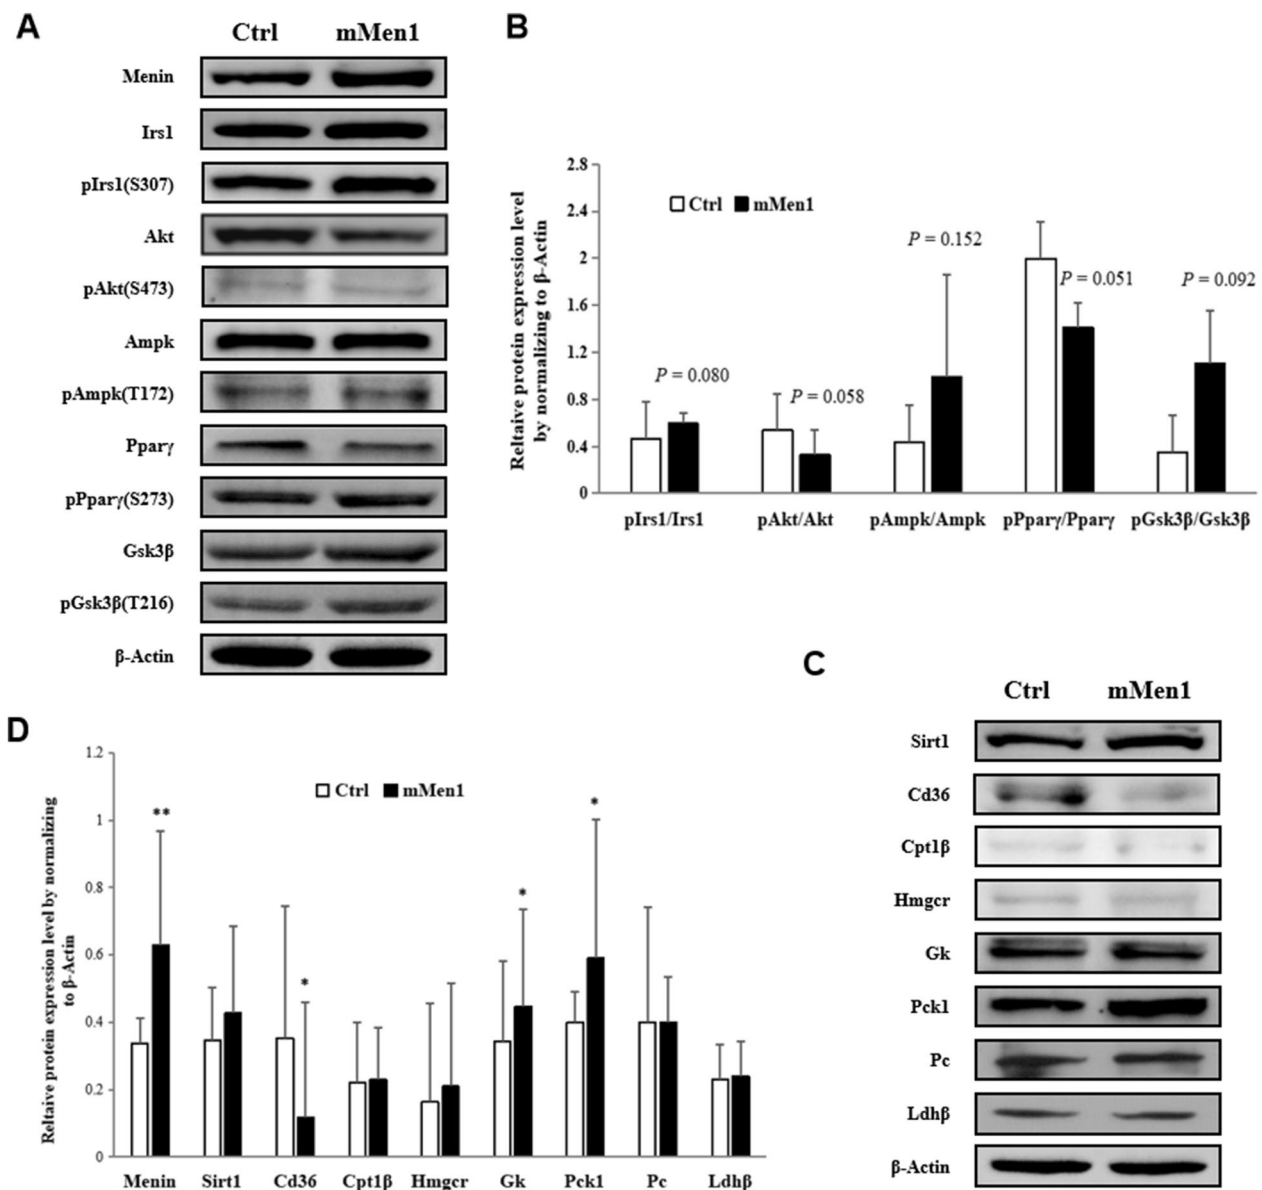 A
Ctrl mMen1
Menin
Irs1
pIrs1(S307)
Akt
pAkt(S473)
Ampk
pAmpk(T172)
Pparγ
pPparγ(S273)
Gsk3β
pGsk3β(T216)
β-Actin
B
Reltaive protein expression level
by normalizing to β-Actin
2.8
2.4
2
1.6
1.2
0.8
0.4
0
Ctrl mMen1
P = 0.080
P = 0.058
P = 0.152
P = 0.051
P = 0.092
pIrs1/Irs1 pAkt/Akt pAmpk/Ampk pPparγ/Pparγ pGsk3β/Gsk3β
C
Ctrl mMen1
Sirt1
Cd36
Cpt1β
Hmgcr
Gk
Pck1
Pc
Ldhβ
β-Actin
D
Reltaive protein expression level by normalizing
to β-Actin
1.2
1
0.8
0.6
0.4
0.2
0
Ctrl mMen1
**
*
*
*
Menin Sirt1 Cd36 Cpt1β Hmgcr Gk Pck1 Pc Ldhβ